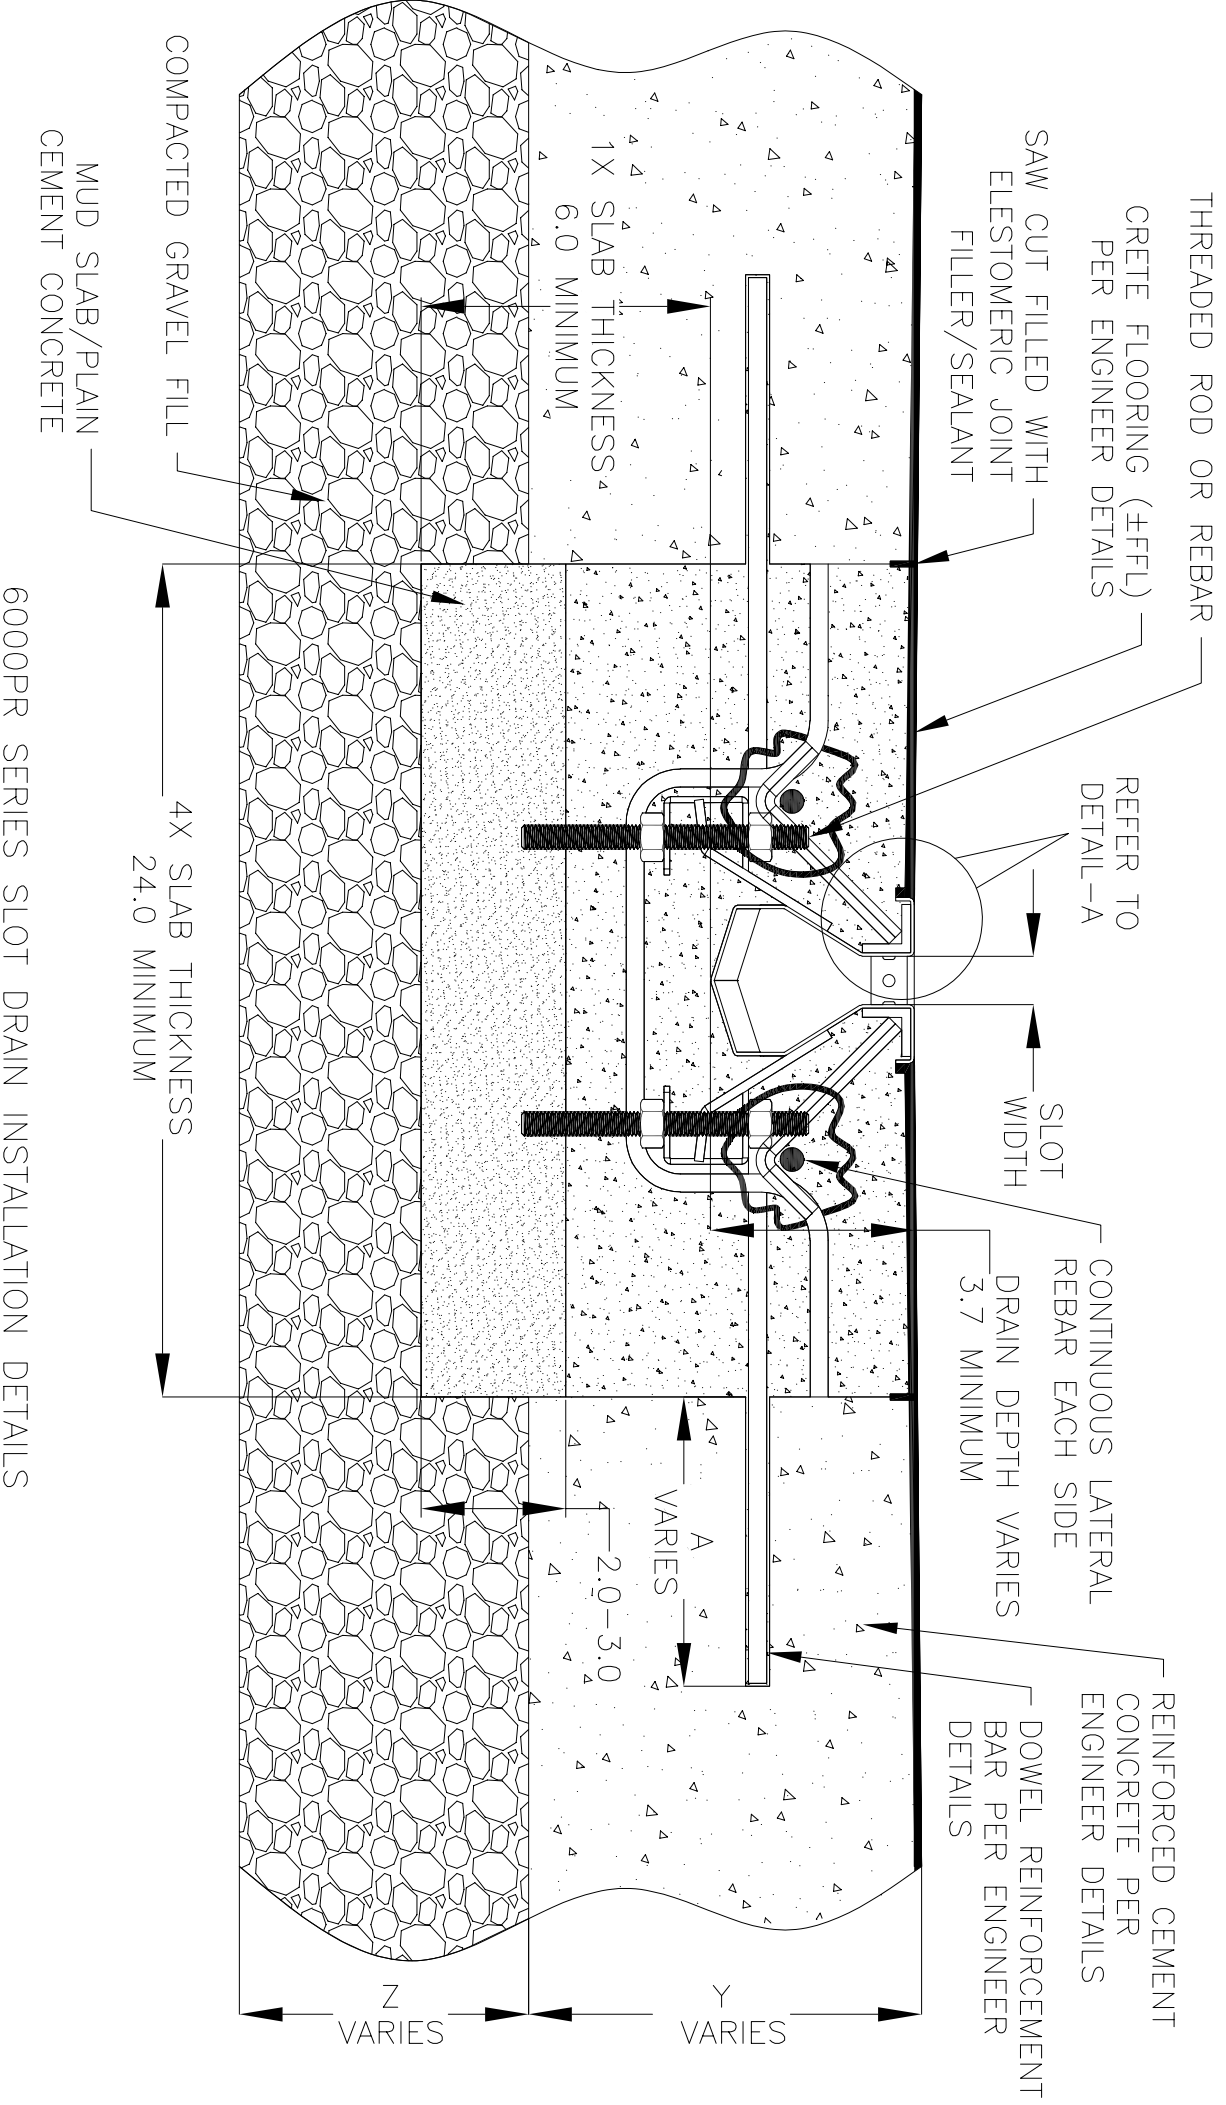 THREADED ROD OR REBAR
CRETE FLOORING (±FFL)
PER ENGINEER DETAILS
SAW CUT FILLED WITH
ELESTOMERIC JOINT
FILLER/SEALANT
REFER TO
DETAIL-A
SLOT
WIDTH
CONTINUOUS LATERAL
REBAR EACH SIDE
DRAIN DEPTH VARIES
3.7 MINIMUM
REINFORCED CEMENT
CONCRETE PER
ENGINEER DETAILS
DOWEL REINFORCEMENT
BAR PER ENGINEER
DETAILS
1X SLAB THICKNESS
6.0 MINIMUM
A
VARIES
2.0-3.0
Y
VARIES
Z
VARIES
COMPACTED GRAVEL FILL
MUD SLAB/PLAIN
CEMENT CONCRETE
4X SLAB THICKNESS
24.0 MINIMUM
6000PR SERIES SLOT DRAIN INSTALLATION DETAILS